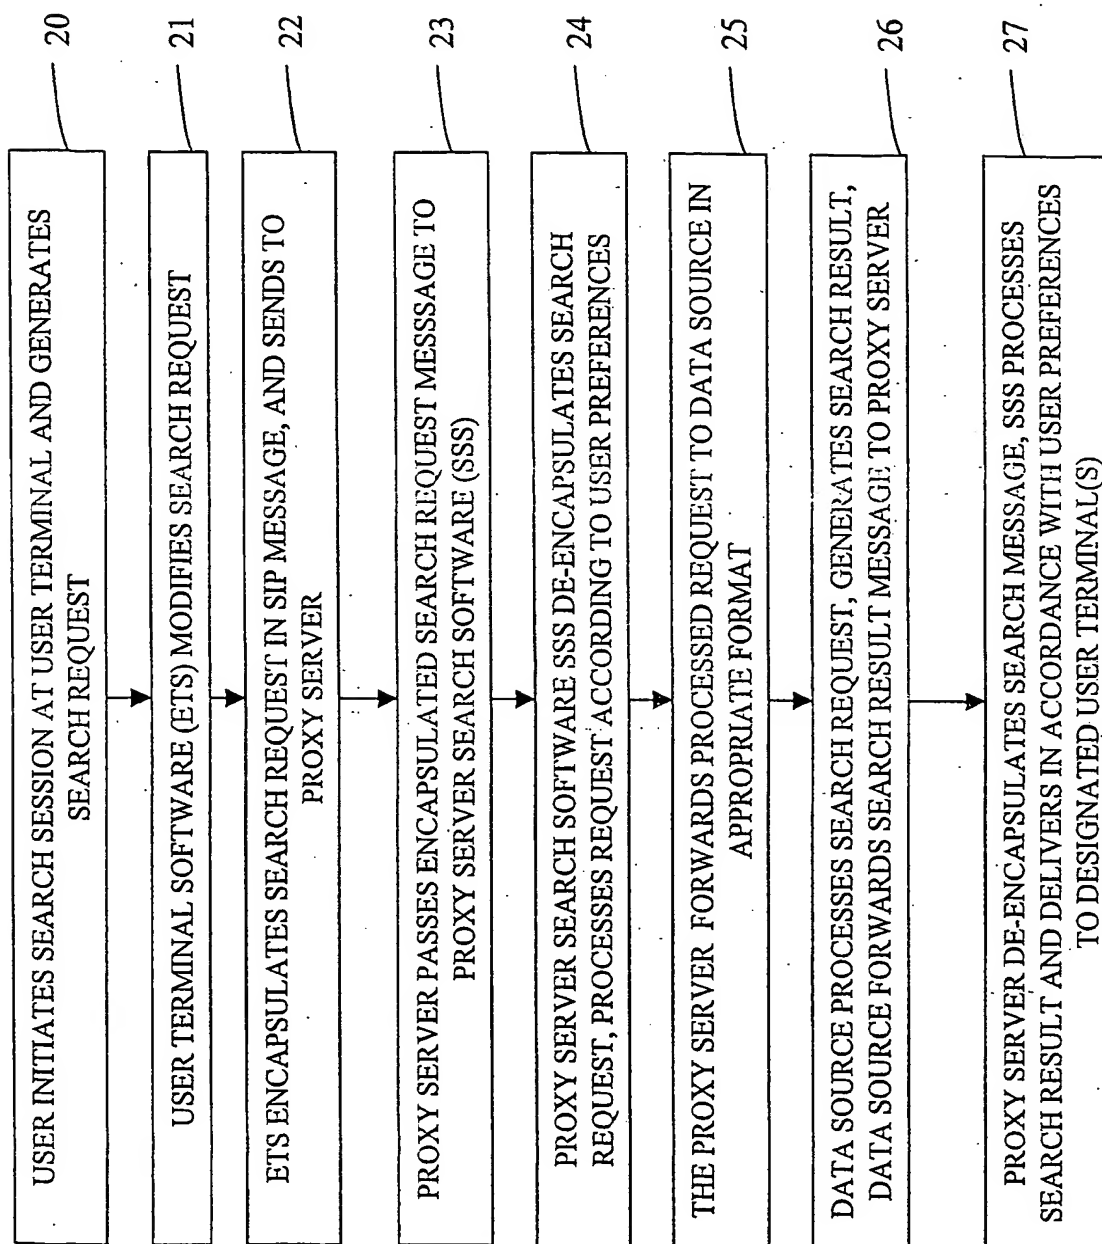 USER INITIATES SEARCH SESSION AT USER TERMINAL AND GENERATES
SEARCH REQUEST
20
USER TERMINAL SOFTWARE (ETS) MODIFIES SEARCH REQUEST
21
ETS ENCAPSULATES SEARCH REQUEST IN SIP MESSAGE, AND SENDS TO
PROXY SERVER
22
PROXY SERVER PASSES ENCAPSULATED SEARCH REQUEST MESSSAGE TO
PROXY SERVER SEARCH SOFTWARE (SSS)
23
PROXY SERVER SEARCH SOFTWARE SSS DE-ENCAPSULATES SEARCH
REQUEST, PROCESSES REQUEST ACCORDING TO USER PREFERENCES
24
THE PROXY SERVER FORWARDS PROCESSED REQUEST TO DATA SOURCE IN
APPROPRIATE FORMAT
25
DATA SOURCE PROCESSES SEARCH REQUEST, GENERATES SEARCH RESULT,
DATA SOURCE FORWARDS SEARCH RESULT MESSAGE TO PROXY SERVER
26
PROXY SERVER DE-ENCAPSULATES SEARCH MESSAGE, SSS PROCESSES
SEARCH RESULT AND DELIVERS IN ACCORDANCE WITH USER PREFERENCES
TO DESIGNATED USER TERMINAL(S)
27